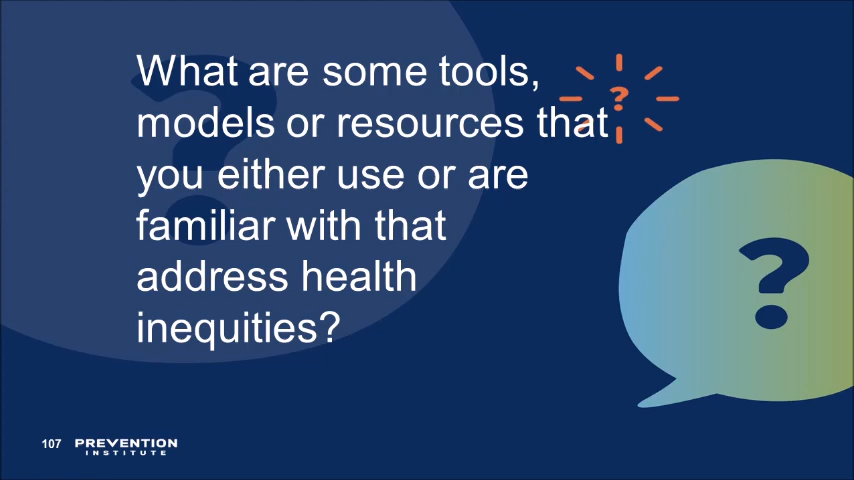 What are some tools,
models or resources that
you either use or are
familiar with that
address health
inequities?
?
?
?
107 PREVENTION
INSTITUTE